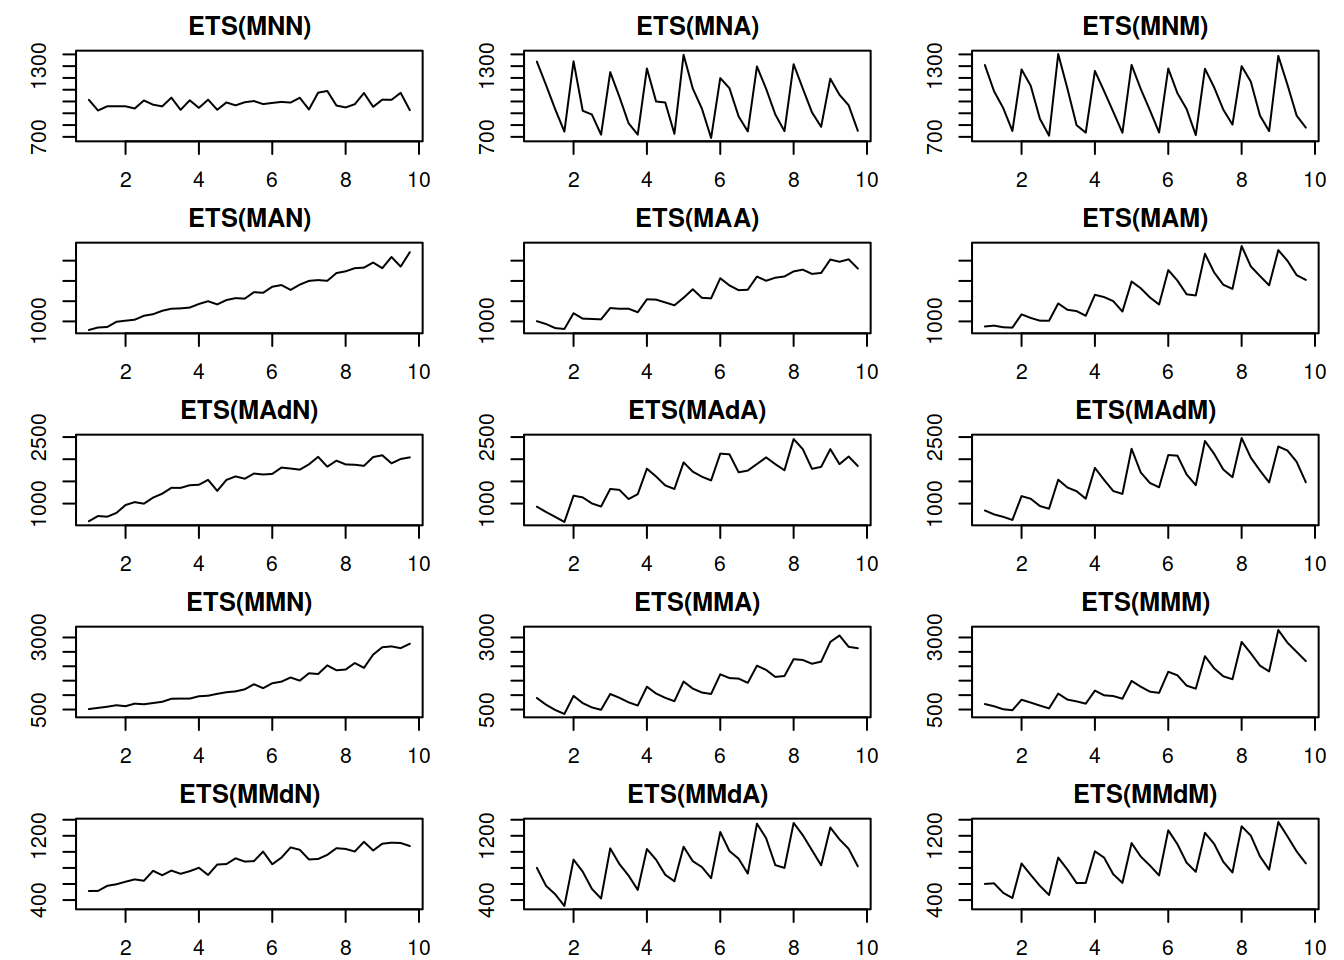 ETS(MNN) ETS(MNA) ETS(MNM)
1300
700
2 4 6 8 10 2 4 6 8 10 2 4 6 8 10
ETS(MAN) ETS(MAA) ETS(MAM)
1000 1000 1000
2 4 6 8 10 2 4 6 8 10 2 4 6 8 10
ETS(MAdN) ETS(MAdA) ETS(MAdM)
2500 2500 2500
1000 1000 1000
2 4 6 8 10 2 4 6 8 10 2 4 6 8 10
ETS(MMN) ETS(MMA) ETS(MMM)
3000 3000 3000
500 500 500
2 4 6 8 10 2 4 6 8 10 2 4 6 8 10
ETS(MMdN) ETS(MMdA) ETS(MMdM)
1200 1200 1200
400 400 400
2 4 6 8 10 2 4 6 8 10 2 4 6 8 10